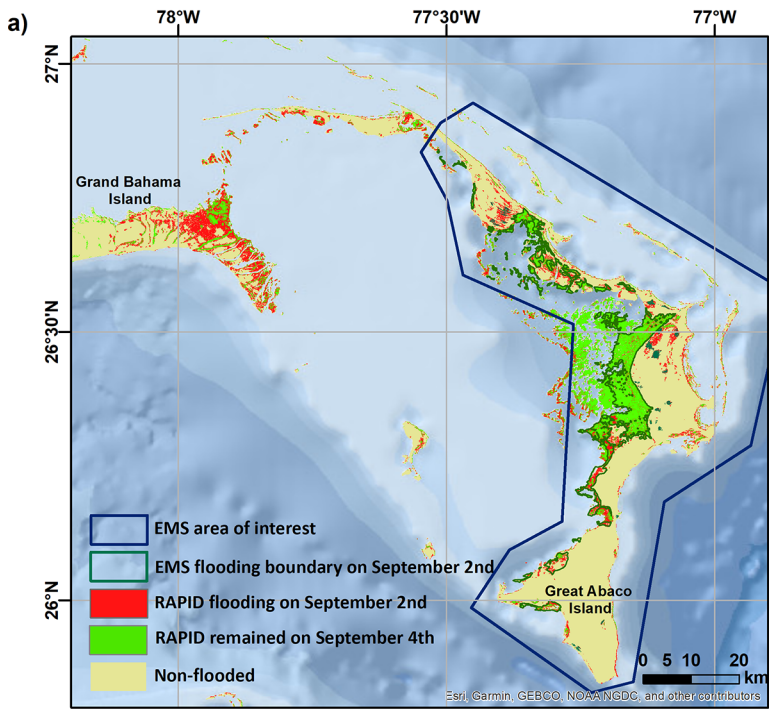 a)
78°W 77°30'W 77°W
27°N
Grand Bahama
Island
26°30'N
EMS area of interest
EMS flooding boundary on September 2nd
RAPID flooding on September 2nd
RAPID remained on September 4th
Non-flooded
26°N
Great Abaco
Island
0 5 10 20
km
Esri, Garmin, GEBCO, NOAA NGDC, and other contributors